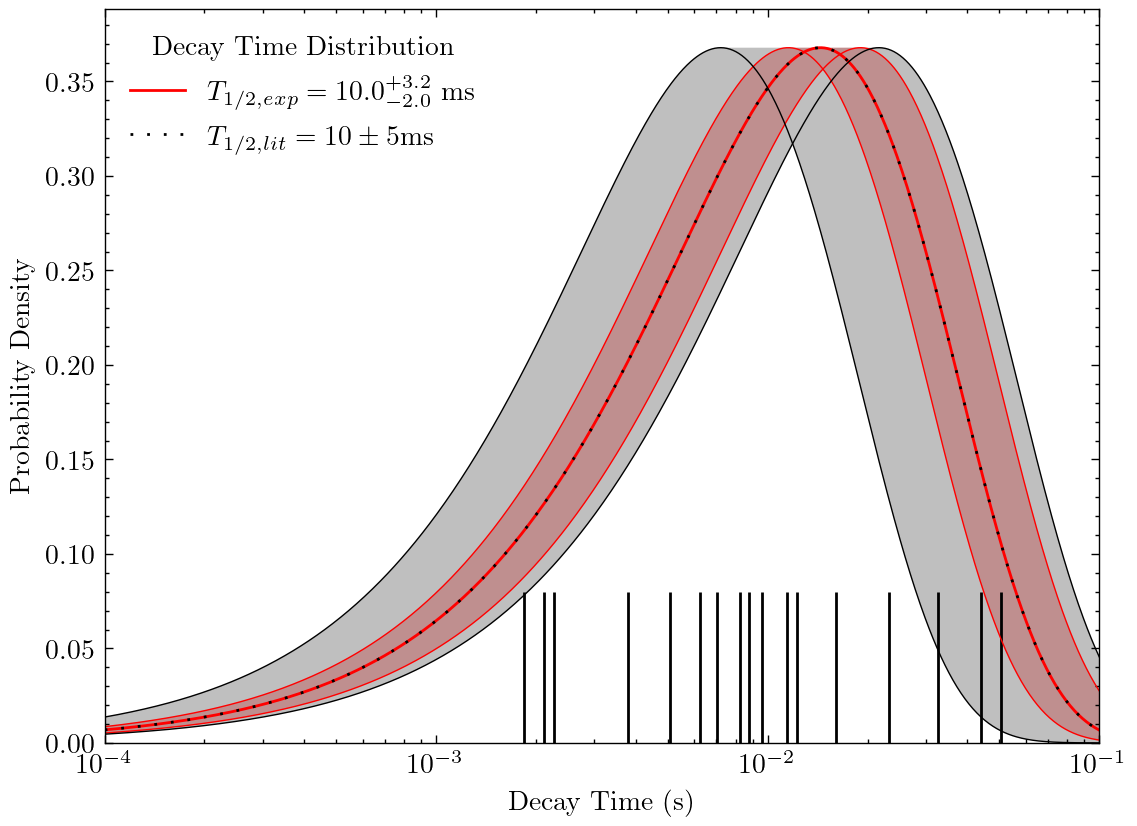 Decay Time Distribution
T_{1/2,exp} = 10.0^{+3.2}_{-2.0} ms
T_{1/2,lit} = 10 ± 5ms
Probability Density
0.35
0.30
0.25
0.20
0.15
0.10
0.05
0.00
10^{-4} 10^{-3} 10^{-2} 10^{-1}
Decay Time (s)